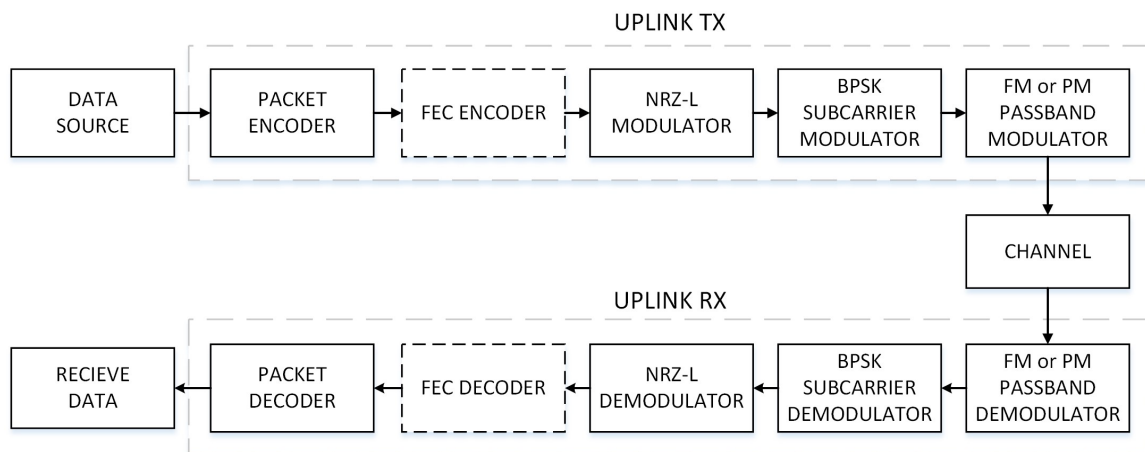 UPLINK TX
DATA
SOURCE
PACKET
ENCODER
FEC ENCODER
NRZ-L
MODULATOR
BPSK
SUBCARRIER
MODULATOR
FM or PM
PASSBAND
MODULATOR
CHANNEL
UPLINK RX
RECIEVE
DATA
PACKET
DECODER
FEC DECODER
NRZ-L
DEMODULATOR
BPSK
SUBCARRIER
DEMODULATOR
FM or PM
PASSBAND
DEMODULATOR